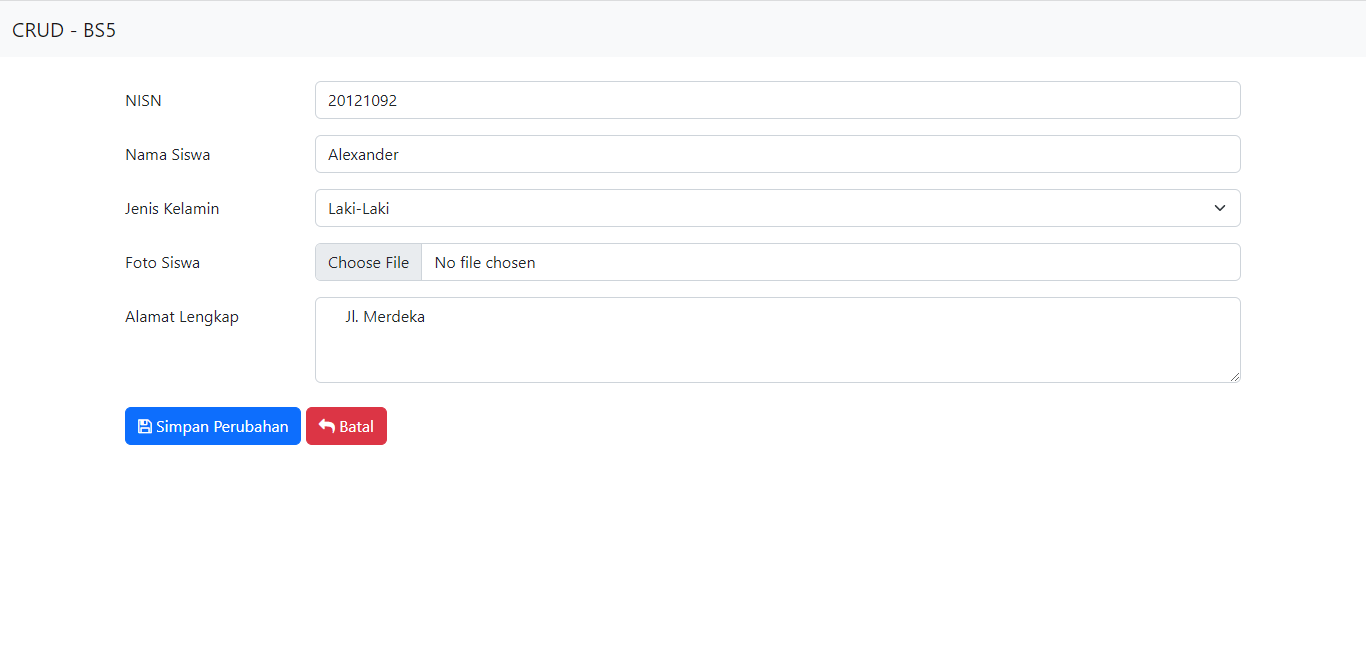 CRUD - BS5
NISN 20121092
Nama Siswa Alexander
Jenis Kelamin Laki-Laki
Foto Siswa Choose File No file chosen
Alamat Lengkap Jl. Merdeka
Simpan Perubahan Batal